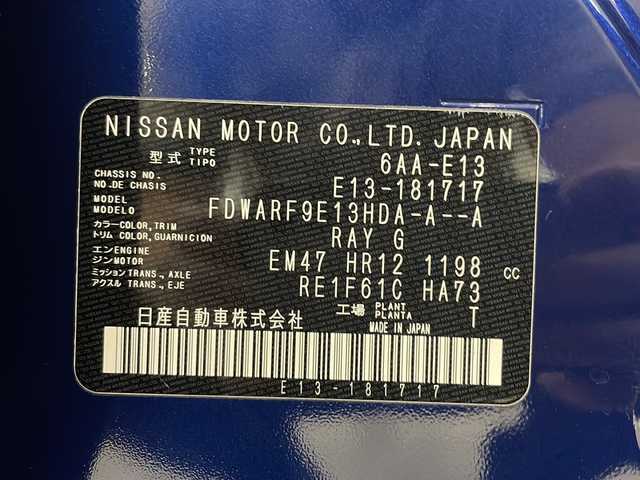 NISSAN MOTOR CO.,LTD. JAPAN
型式 TYPE TIPO 6AA-E13
CHASSIS NO. NO.DE CHASIS E13-181717
MODEL MODELO FDWARF9E13HDA-A--A
カラー COLOR, TRIM トリム COLOR, GUARNICION RAY G
エンENGINE ジンMOTOR EM47 HR12 1198 CC
ミッション TRANS., AXLE アクスル TRANS., EJE RE1F61C HA73
日産自動車株式会社 工場 PLANT PLANTA T
MADE IN JAPAN
E13-181717